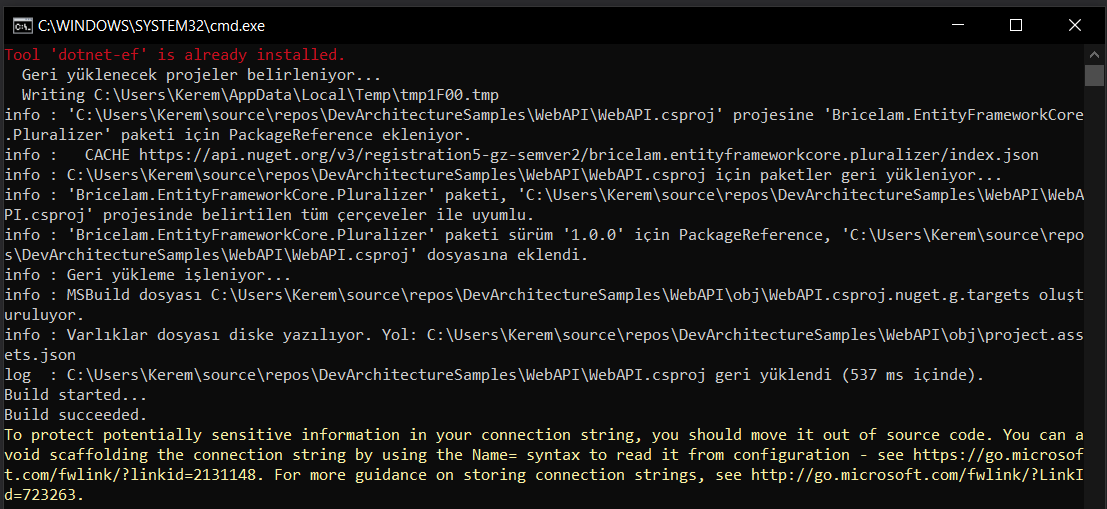 C:\WINDOWS\SYSTEM32\cmd.exe
Tool 'dotnet-ef' is already installed.
  Geri yüklenecek projeler belirleniyor...
  Writing C:\Users\Kerem\AppData\Local\Temp\tmp1F00.tmp
info : 'C:\Users\Kerem\source\repos\DevArchitectureSamples\WebAPI\WebAPI.csproj' projesine 'Bricelam.EntityFrameworkCore
.Pluralizer' paketi için PackageReference ekleniyor.
info :   CACHE https://api.nuget.org/v3/registration5-gz-semver2/bricelam.entityframeworkcore.pluralizer/index.json
info : C:\Users\Kerem\source\repos\DevArchitectureSamples\WebAPI\WebAPI.csproj için paketler geri yükleniyor...
info : 'Bricelam.EntityFrameworkCore.Pluralizer' paketi, 'C:\Users\Kerem\source\repos\DevArchitectureSamples\WebAPI\WebA
PI.csproj' projesinde belirtilen tüm çerçeveler ile uyumlu.
info : 'Bricelam.EntityFrameworkCore.Pluralizer' paketi sürüm '1.0.0' için PackageReference, 'C:\Users\Kerem\source\repo
s\DevArchitectureSamples\WebAPI\WebAPI.csproj' dosyasına eklendi.
info : Geri yükleme işleniyor...
info : MSBuild dosyası C:\Users\Kerem\source\repos\DevArchitectureSamples\WebAPI\obj\WebAPI.csproj.nuget.g.targets oluşt
uruluyor.
info : Varlıklar dosyası diske yazılıyor. Yol: C:\Users\Kerem\source\repos\DevArchitectureSamples\WebAPI\obj\project.ass
ets.json
log  : C:\Users\Kerem\source\repos\DevArchitectureSamples\WebAPI\WebAPI.csproj geri yüklendi (537 ms içinde).
Build started...
Build succeeded.
To protect potentially sensitive information in your connection string, you should move it out of source code. You can a
void scaffolding the connection string by using the Name= syntax to read it from configuration - see https://go.microsof
t.com/fwlink/?linkid=2131148. For more guidance on storing connection strings, see http://go.microsoft.com/fwlink/?LinkI
d=723263.